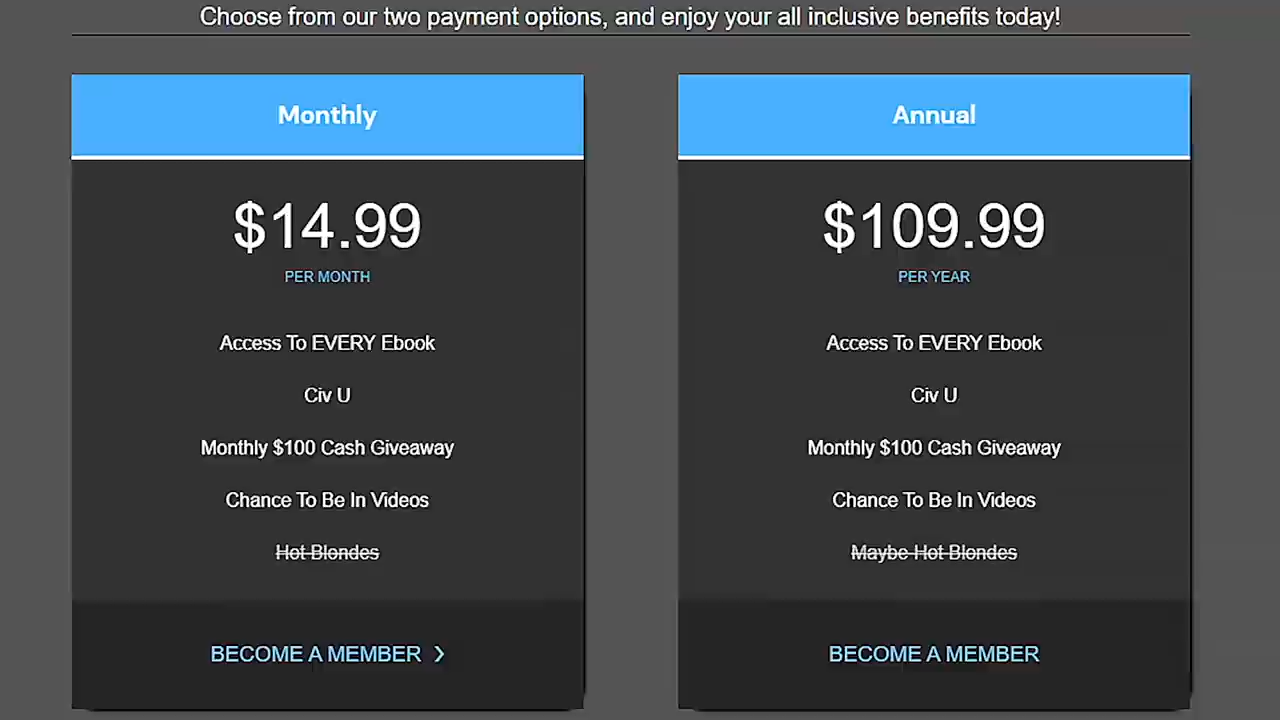 Choose from our two payment options, and enjoy your all inclusive benefits today!
Monthly
$14.99
PER MONTH
Access To EVERY Ebook
Civ U
Monthly $100 Cash Giveaway
Chance To Be In Videos
Hot Blondes
BECOME A MEMBER >
Annual
$109.99
PER YEAR
Access To EVERY Ebook
Civ U
Monthly $100 Cash Giveaway
Chance To Be In Videos
Maybe Hot Blondes
BECOME A MEMBER